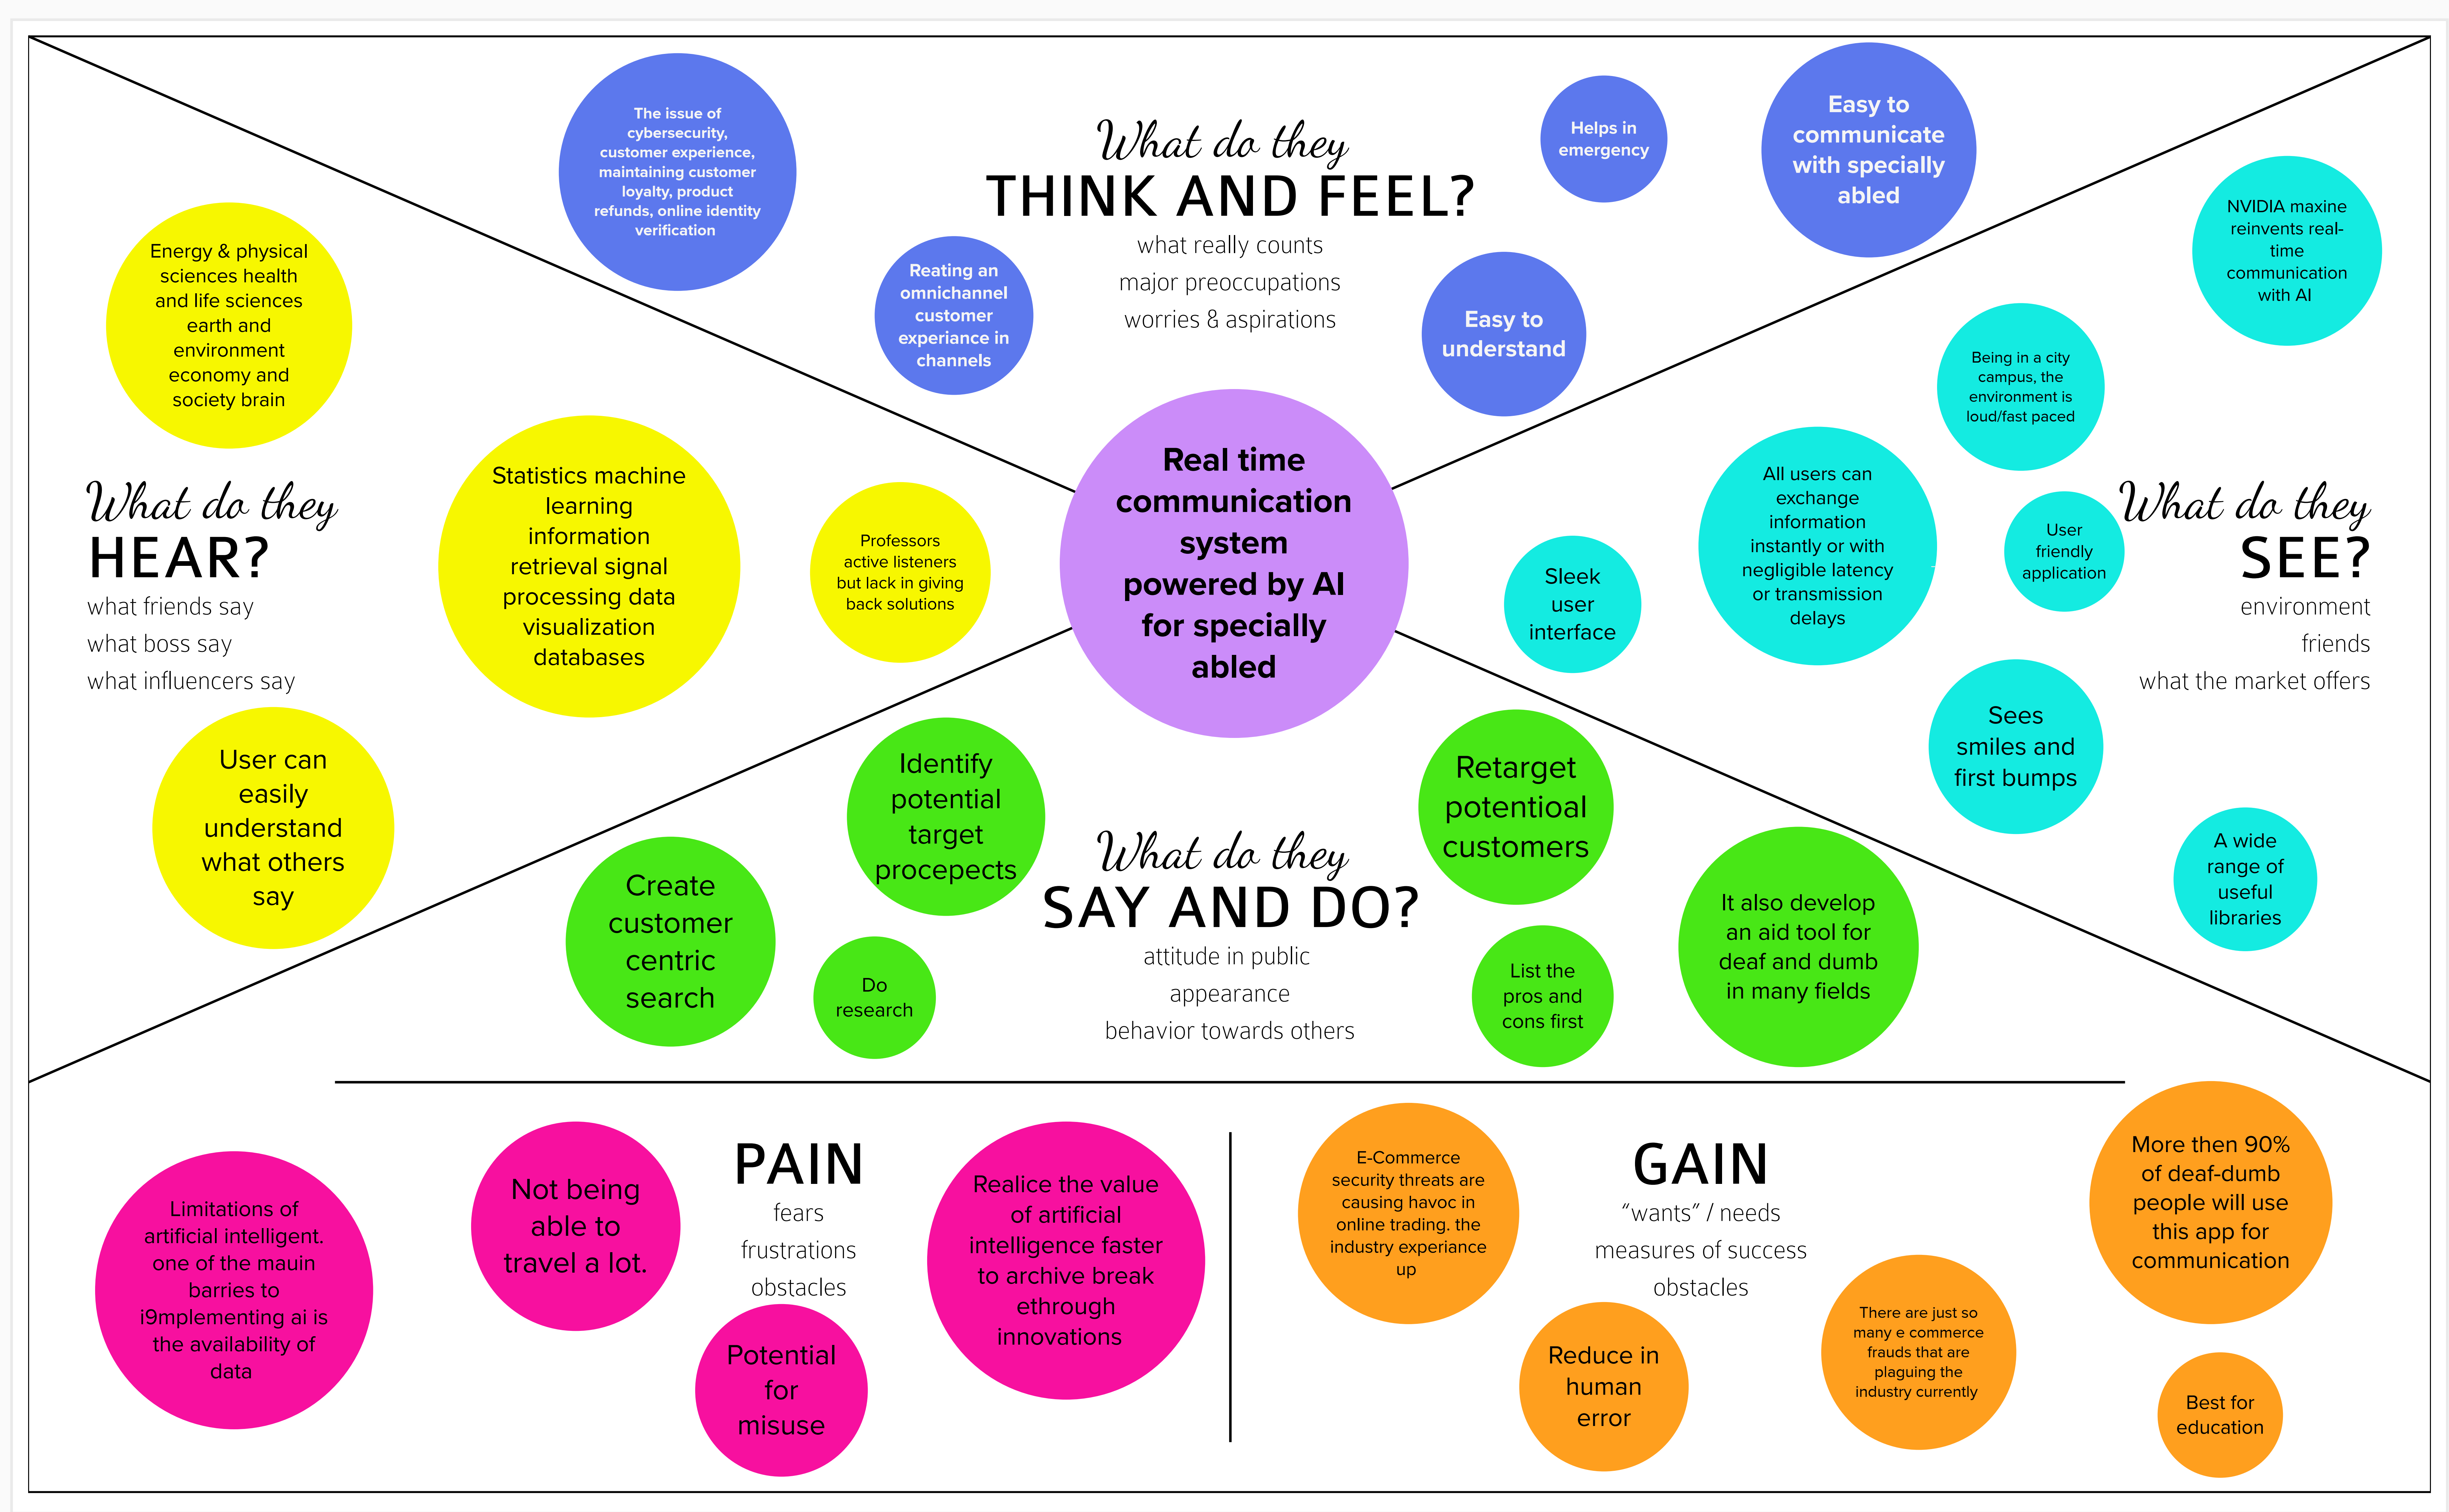 What do they
THINK AND FEEL?
what really counts
major preoccupations
worries & aspirations
The issue of
cybersecurity,
customer experience,
maintaining customer
loyalty, product
refunds, online identity
verification
Reating an
omnichannel
customer
experiance in
channels
Helps in
emergency
Easy to
communicate
with specially
abled
Easy to
understand
What do they
HEAR?
what friends say
what boss say
what influencers say
Energy & physical
sciences health
and life sciences
earth and
environment
economy and
society brain
Statistics machine
learning
information
retrieval signal
processing data
visualization
databases
Professors
active listeners
but lack in giving
back solutions
User can
easily
understand
what others
say
Real time
communication
system
powered by AI
for specially
abled
What do they
SEE?
environment
friends
what the market offers
NVIDIA maxine
reinvents real-
time
communication
with AI
Being in a city
campus, the
environment is
loud/fast paced
All users can
exchange
information
instantly or with
negligible latency
or transmission
delays
User
friendly
application
Sleek
user
interface
Sees
smiles and
first bumps
A wide
range of
useful
libraries
What do they
SAY AND DO?
attitude in public
appearance
behavior towards others
Identify
potential
target
procepects
Create
customer
centric
search
Do
research
Retarget
potentioal
customers
List the
pros and
cons first
It also develop
an aid tool for
deaf and dumb
in many fields
PAIN
fears
frustrations
obstacles
Limitations of
artificial intelligent.
one of the mauin
barries to
i9mplementing ai is
the availability of
data
Not being
able to
travel a lot.
Potential
for
misuse
Realice the value
of artificial
intelligence faster
to archive break
ethrough
innovations
GAIN
“wants” / needs
measures of success
obstacles
E-Commerce
security threats are
causing havoc in
online trading. the
industry experiance
up
Reduce in
human
error
There are just so
many e commerce
frauds that are
plaguing the
industry currently
More then 90%
of deaf-dumb
people will use
this app for
communication
Best for
education